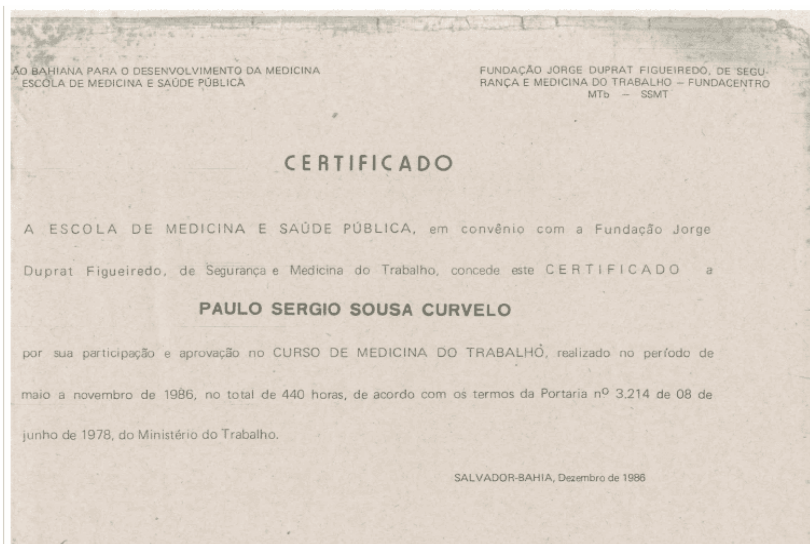 ÃO BAHIANA PARA O DESENVOLVIMENTO DA MEDICINA
ESCOLA DE MEDICINA E SAÚDE PÚBLICA
FUNDAÇÃO JORGE DUPRAT FIGUEIREDO, DE SEGU-
RANÇA E MEDICINA DO TRABALHO — FUNDACENTRO
MTb — SSMT
CERTIFICADO
A ESCOLA DE MEDICINA E SAÚDE PÚBLICA, em convênio com a Fundação Jorge
Duprat Figueiredo, de Segurança e Medicina do Trabalho, concede este CERTIFICADO a
PAULO SERGIO SOUSA CURVELO
por sua participação e aprovação no CURSO DE MEDICINA DO TRABALHO, realizado no período de
maio a novembro de 1986, no total de 440 horas, de acordo com os termos da Portaria nº 3.214 de 08 de
junho de 1978, do Ministério do Trabalho.
SALVADOR-BAHIA, Dezembro de 1986